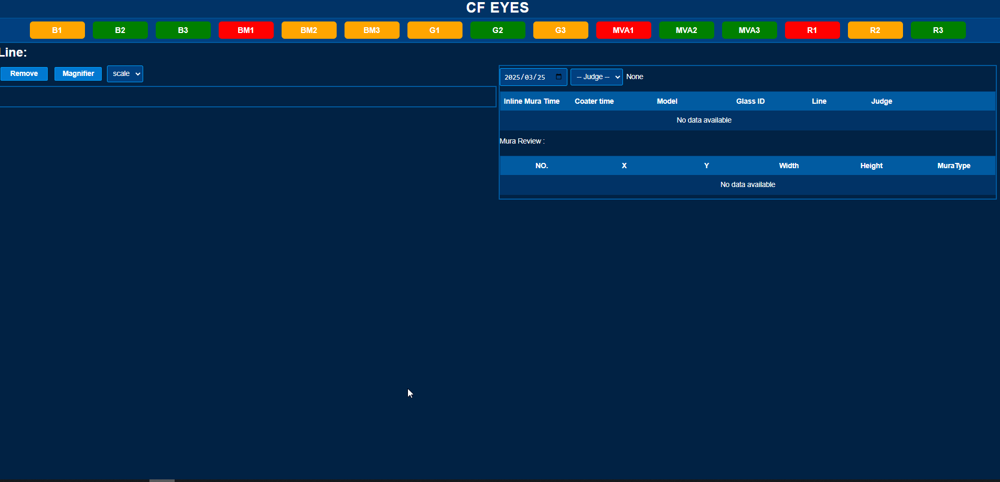 CF EYES
B1 B2 B3 BM1 BM2 BM3 G1 G2 G3 MVA1 MVA2 MVA3 R1 R2 R3
Line:
Remove Magnifier scale
2025/03/25 -- Judge -- None
Inline Mura Time Coater time Model Glass ID Line Judge
No data available
Mura Review :
NO. X Y Width Height MuraType
No data available